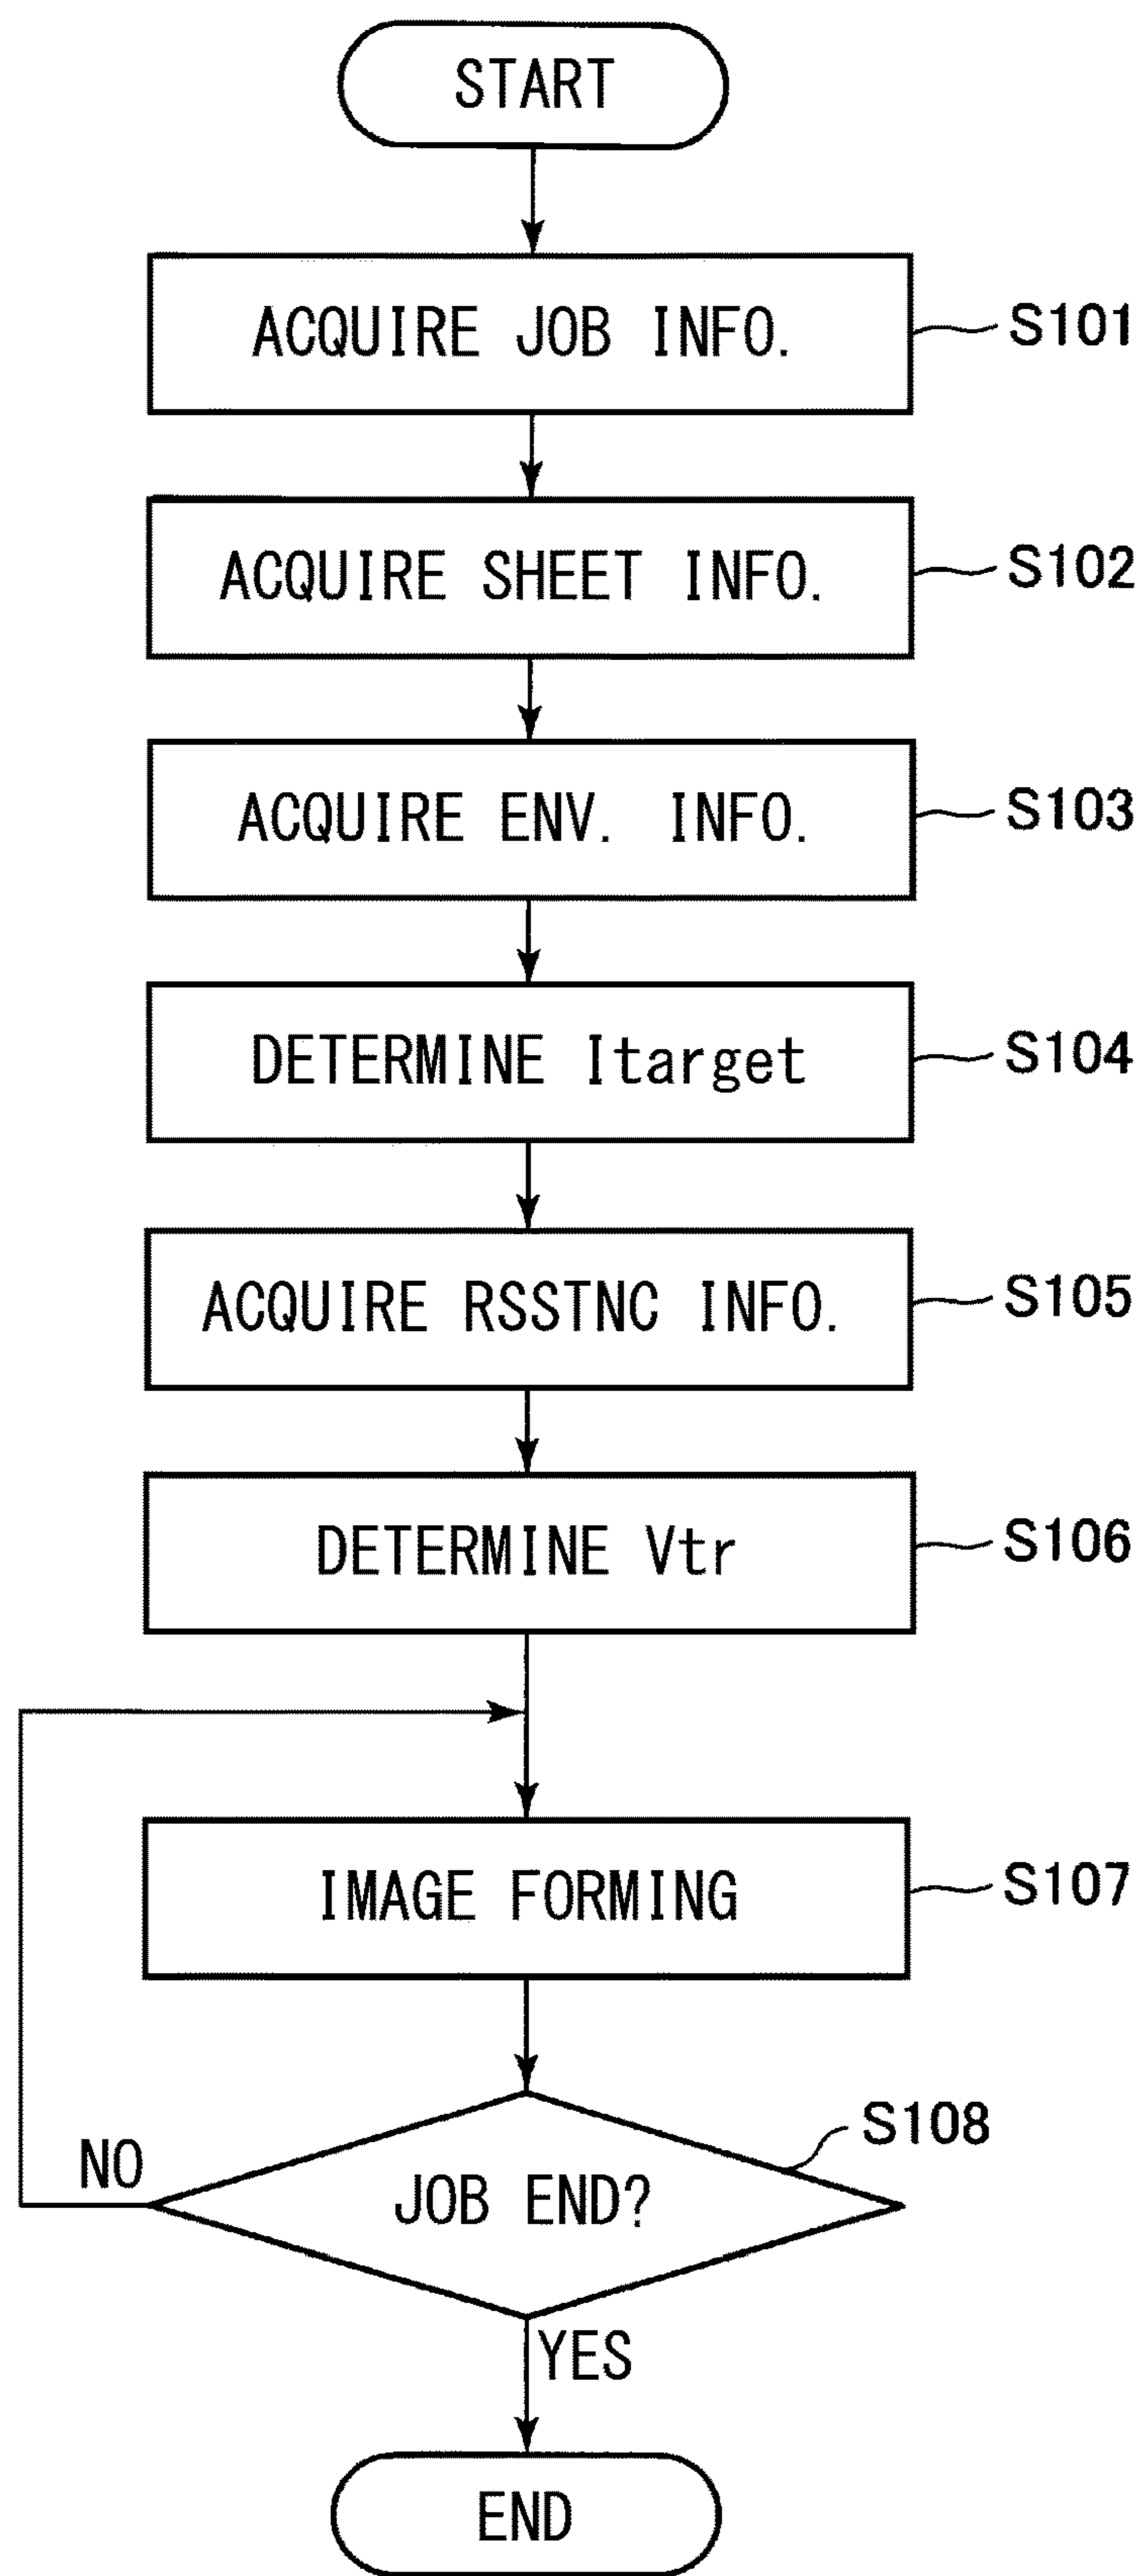 START
ACQUIRE JOB INFO.
S101
ACQUIRE SHEET INFO.
S102
ACQUIRE ENV. INFO.
S103
DETERMINE Itarget
S104
ACQUIRE RSSTNC INFO.
S105
DETERMINE Vtr
S106
IMAGE FORMING
S107
S108
NO
JOB END?
YES
END